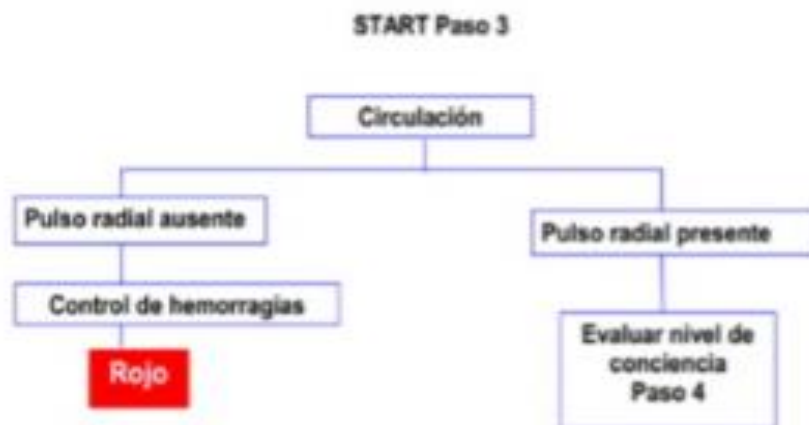 START Paso 3
Circulación
Pulso radial ausente
Pulso radial presente
Control de hemorragias
Rojo
Evaluar nivel de
conciencia
Paso 4